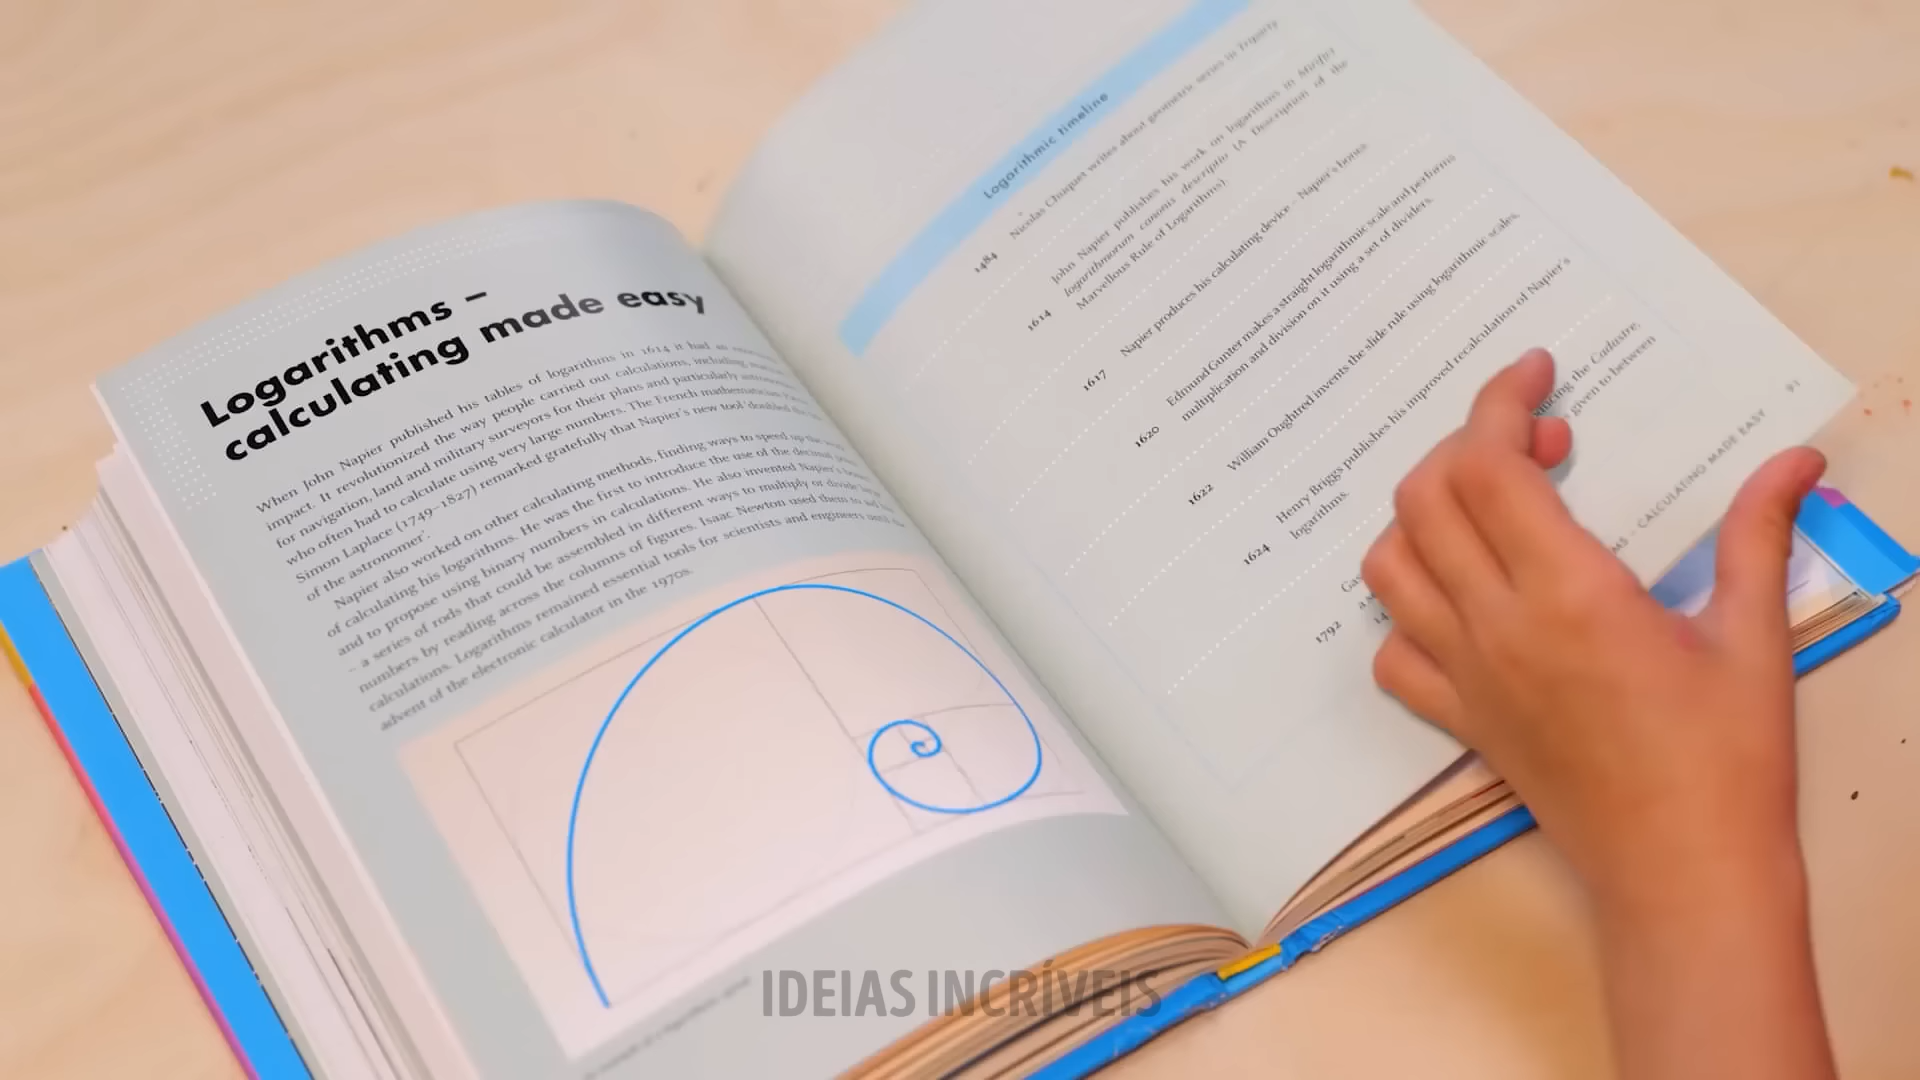 Logarithms –
calculating made easy
When John Napier published his tables of logarithms in 1614 it had an
impact. It revolutionized the way people carried out calculations, including
for navigation, land and military surveyors for their plans and particularly
who often had to calculate using very large numbers. The French mathematician
Simon Laplace (1749–1827) remarked gratefully that Napier's new tool 'doubled the
of the astronomer'.
Napier also worked on other calculating methods, finding ways to speed up the
of calculating his logarithms. He was the first to introduce the use of the decimal
and to propose using binary numbers in calculations. He also invented Napier's bones
– a series of rods that could be assembled in different ways to multiply or divide large
numbers by reading across the columns of figures. Isaac Newton used them to
calculations. Logarithms remained essential tools for scientists and engineers until the
advent of the electronic calculator in the 1970s.
Logarithmic timeline
1484 Nicolas Chuquet writes about geometric series in Triparty
1614 John Napier publishes his work on logarithms in Mirifici
logarithmorum canonis descriptio (A Description of the
Marvellous Rule of Logarithms).
1617 Napier produces his calculating device – Napier's bones.
1620 Edmund Gunter makes a straight logarithmic scale and performs
multiplication and division on it using a set of dividers.
1622 William Oughtred invents the slide rule using logarithmic scales.
1624 Henry Briggs publishes his improved recalculation of Napier's
logarithms.
1792 the Cadastre,
given to between
CALCULATING MADE EASY 91
IDEIAS INCRÍVEIS